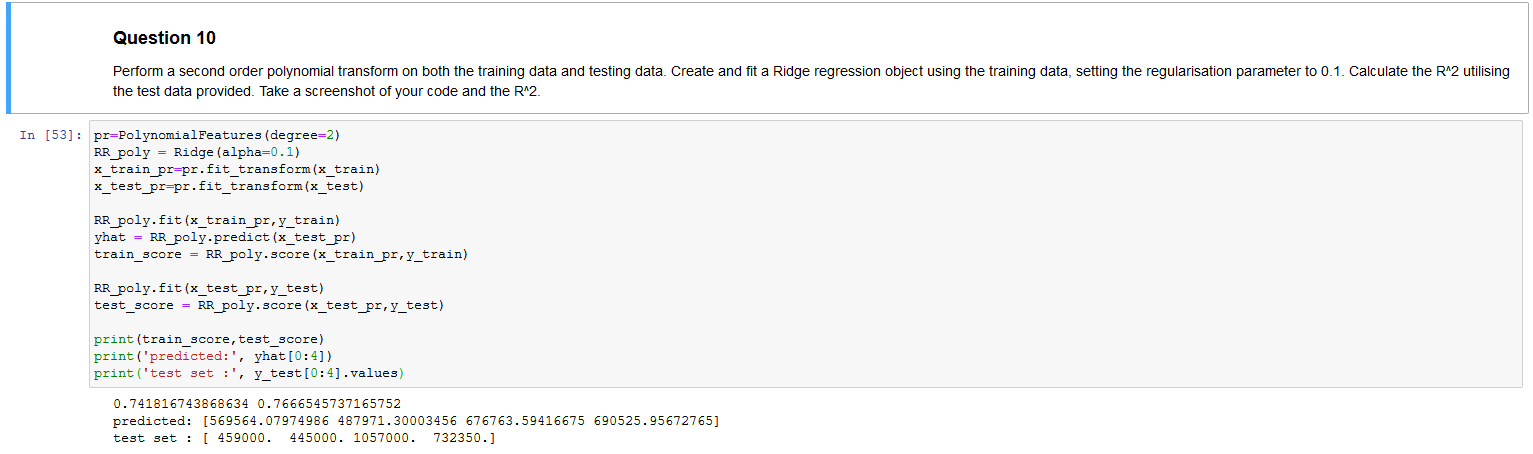 Question 10
Perform a second order polynomial transform on both the training data and testing data. Create and fit a Ridge regression object using the training data, setting the regularisation parameter to 0.1. Calculate the R^2 utilising
the test data provided. Take a screenshot of your code and the R^2.
In [53]: pr=PolynomialFeatures(degree=2)
RR_poly = Ridge(alpha=0.1)
x_train_pr=pr.fit_transform(x_train)
x_test_pr=pr.fit_transform(x_test)
RR_poly.fit(x_train_pr,y_train)
yhat = RR_poly.predict(x_test_pr)
train_score = RR_poly.score(x_train_pr,y_train)
RR_poly.fit(x_test_pr,y_test)
test_score = RR_poly.score(x_test_pr,y_test)
print(train_score,test_score)
print('predicted:', yhat[0:4])
print('test set :', y_test[0:4].values)
0.741816743868634 0.7666545737165752
predicted: [569564.07974986 487971.30003456 676763.59416675 690525.95672765]
test set : [ 459000.  445000. 1057000.  732350.]